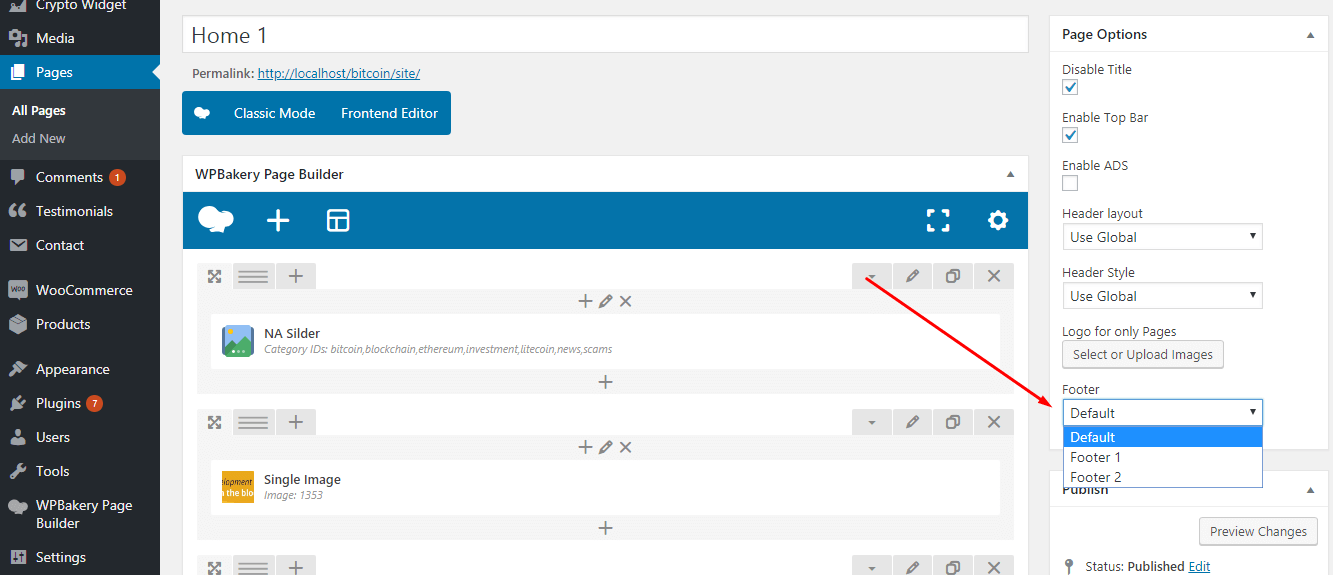 Crypto Widget
Media
Pages
All Pages
Add New
Comments 1
Testimonials
Contact
WOO
WooCommerce
Products
Appearance
Plugins 7
Users
Tools
WPBakery Page
Builder
Settings
Home 1
Permalink: http://localhost/bitcoin/site/
Classic Mode
Frontend Editor
WPBakery Page Builder
NA Silder
Category IDs: bitcoin,blockchain,ethereum,investment,litecoin,news,scams
elopment
n the blo
Single Image
Image: 1353
Page Options
Disable Title
Enable Top Bar
Enable ADS
Header layout
Use Global
Header Style
Use Global
Logo for only Pages
Select or Upload Images
Footer
Default
Default
Footer 1
Footer 2
Publish
Preview Changes
Status: Published Edit